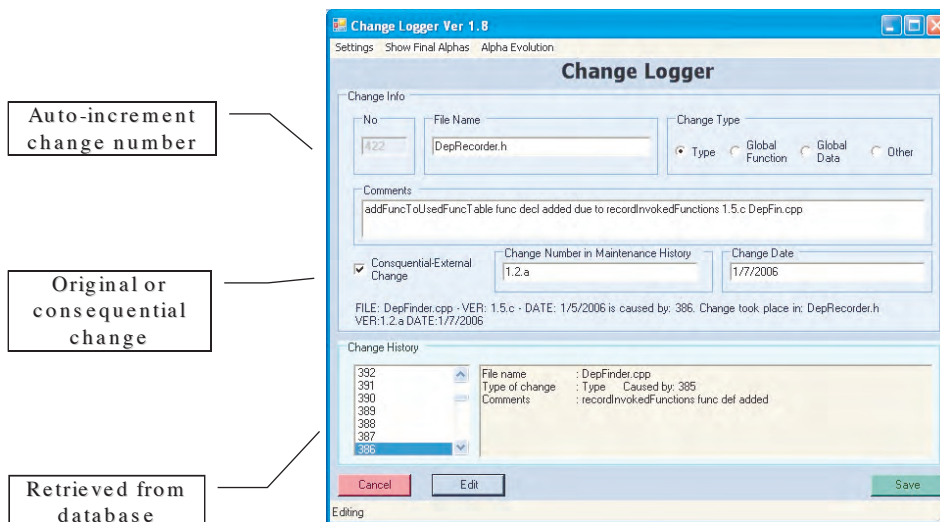 Change Logger Ver 1.8
Settings Show Final Alphas Alpha Evolution
Change Logger
Auto-increment
change number
Change Info
No
422
File Name
DepRecorder.h
Change Type
Type
Global
Function
Global
Data
Other
Comments
addFuncToUsedFuncTable func decl added due to recordInvokedFunctions 1.5.c DepFin.cpp
Original or
consequential
change
Consquential-External
Change
Change Number in Maintenance History
1.2.a
Change Date
1/7/2006
FILE: DepFinder.cpp - VER: 1.5.c - DATE: 1/5/2006 is caused by: 386. Change took place in: DepRecorder.h
VER:1.2.a DATE:1/7/2006
Retrieved from
database
Change History
392
391
390
389
388
387
386
File name : DepFinder.cpp
Type of change : Type Caused by: 385
Comments : recordInvokedFunctions func def added
Cancel
Edit
Save
Editing